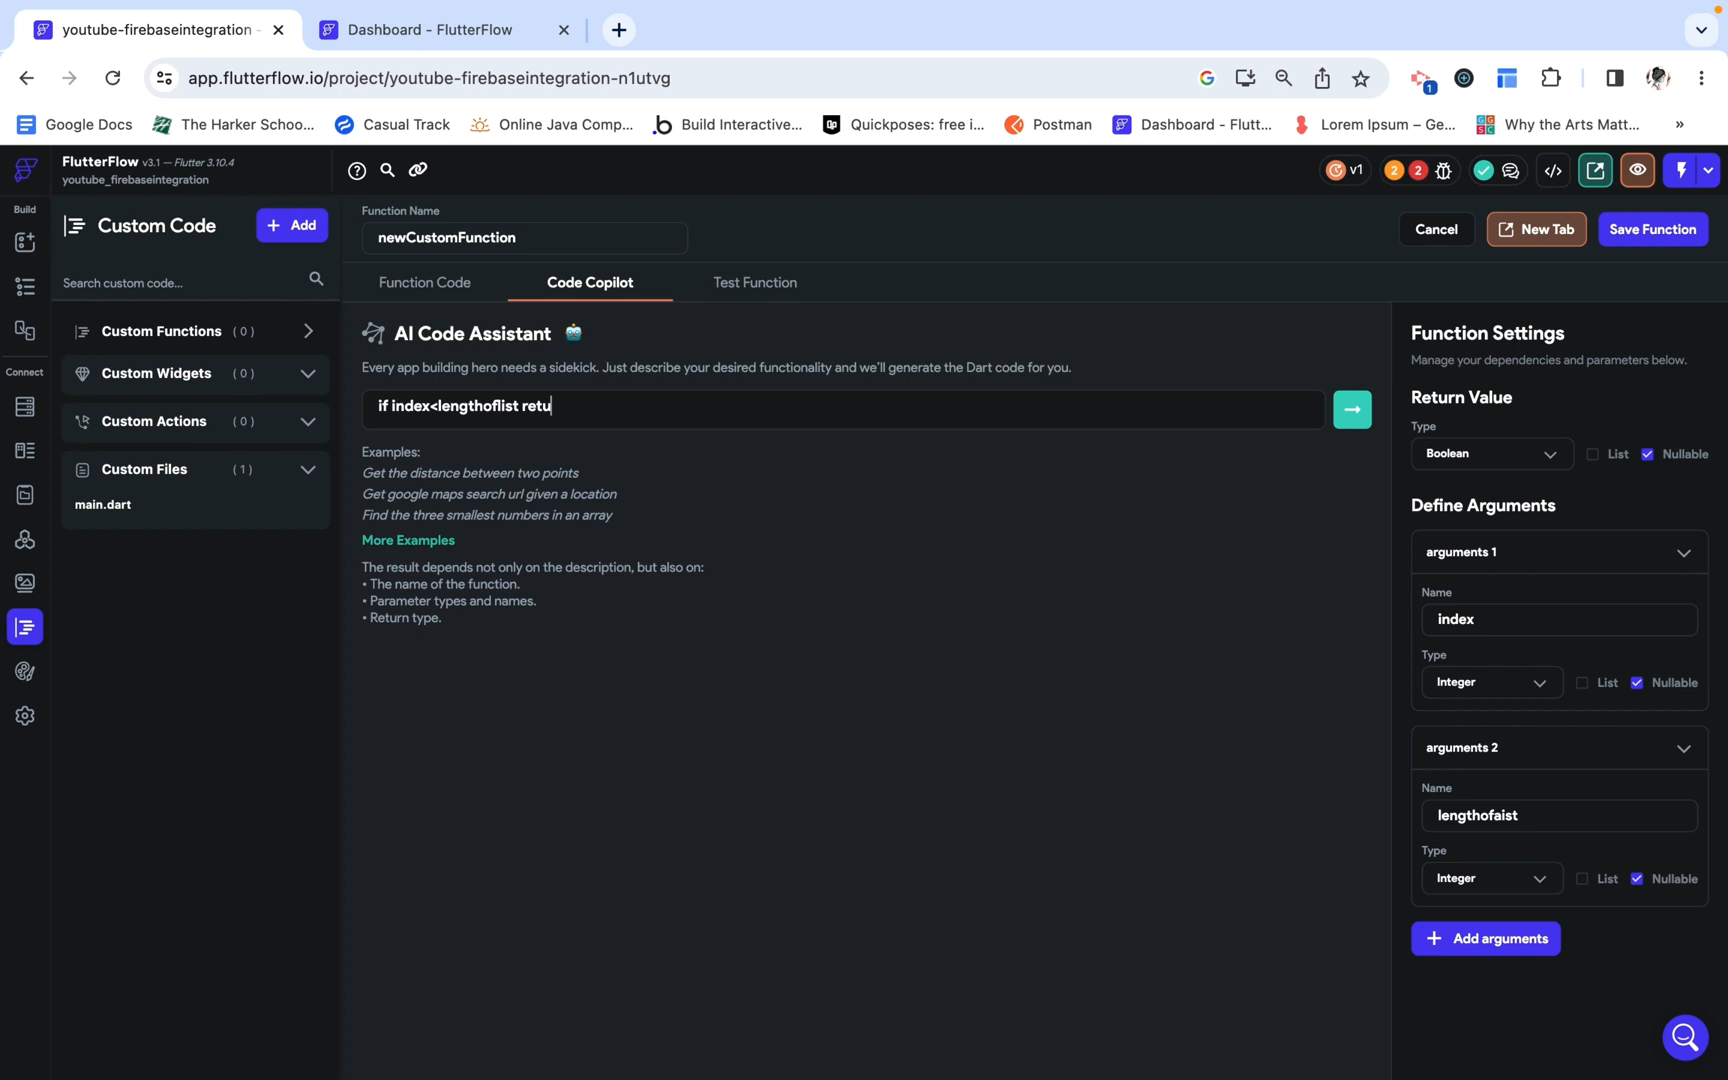 youtube-firebaseintegration -
Dashboard - FlutterFlow
app.flutterflow.io/project/youtube-firebaseintegration-n1utvg
1
Google Docs
The Harker Schoo...
Casual Track
Online Java Comp...
Build Interactive...
Quickposes: free i...
Postman
Dashboard - Flutt...
Lorem Ipsum – Ge...
Why the Arts Matt...
»
FlutterFlow v3.1 — Flutter 3.10.4
youtube_firebaseintegration
v1
2
2
Build
Connect
Custom Code
+ Add
Search custom code...
Custom Functions (0)
Custom Widgets (0)
Custom Actions (0)
Custom Files (1)
main.dart
Function Name
newCustomFunction
Cancel
New Tab
Save Function
Function Code
Code Copilot
Test Function
AI Code Assistant
Every app building hero needs a sidekick. Just describe your desired functionality and we'll generate the Dart code for you.
if index<lengthoflist retu
Examples:
Get the distance between two points
Get google maps search url given a location
Find the three smallest numbers in an array
More Examples
The result depends not only on the description, but also on:
• The name of the function.
• Parameter types and names.
• Return type.
Function Settings
Manage your dependencies and parameters below.
Return Value
Type
Boolean
List
Nullable
Define Arguments
arguments 1
Name
index
Type
Integer
List
Nullable
arguments 2
Name
lengthofaist
Type
Integer
List
Nullable
+ Add arguments